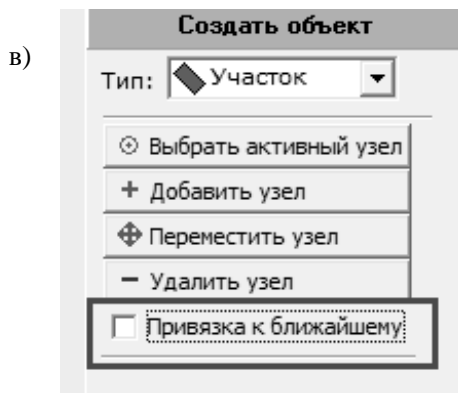 Создать объект
в)
Тип: Участок
Выбрать активный узел
+ Добавить узел
Переместить узел
− Удалить узел
Привязка к ближайшему